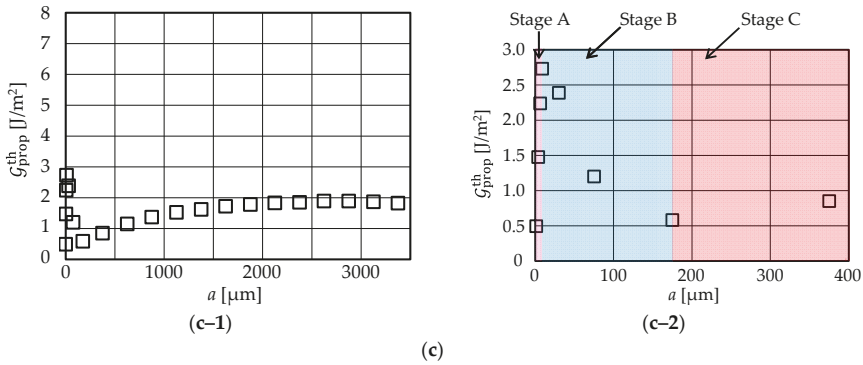 8
7
6
5
4
3
2
1
0
𝒢ᵗʰprop [J/m²]
0 1000 2000 3000
a [μm]
(c–1)
Stage A Stage B Stage C
3.0
2.5
2.0
1.5
1.0
0.5
0
𝒢ᵗʰprop [J/m²]
0 100 200 300 400
a [μm]
(c–2)
(c)